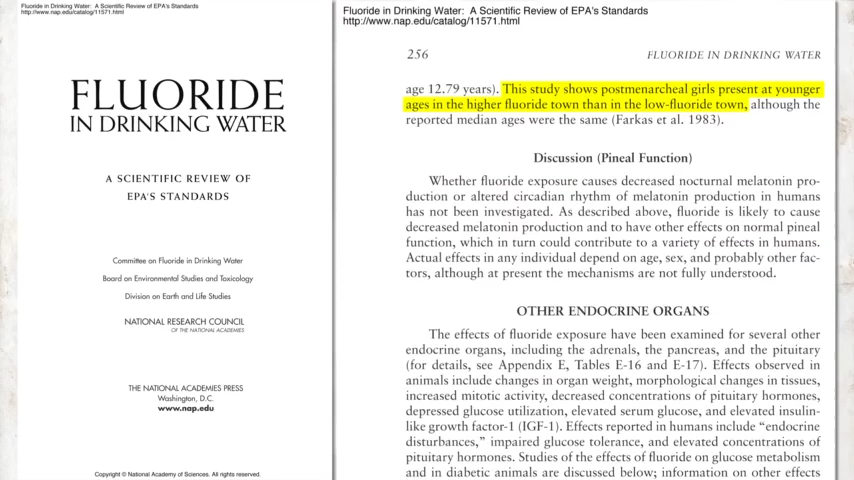 Fluoride in Drinking Water: A Scientific Review of EPA's Standards
http://www.nap.edu/catalog/11571.html
FLUORIDE
IN DRINKING WATER
A SCIENTIFIC REVIEW OF
EPA'S STANDARDS
Committee on Fluoride in Drinking Water
Board on Environmental Studies and Toxicology
Division on Earth and Life Studies
NATIONAL RESEARCH COUNCIL
OF THE NATIONAL ACADEMIES
THE NATIONAL ACADEMIES PRESS
Washington, D.C.
www.nap.edu
Copyright © National Academy of Sciences. All rights reserved.
Fluoride in Drinking Water: A Scientific Review of EPA's Standards
http://www.nap.edu/catalog/11571.html
256 FLUORIDE IN DRINKING WATER
age 12.79 years). This study shows postmenarcheal girls present at younger
ages in the higher fluoride town than in the low-fluoride town, although the
reported median ages were the same (Farkas et al. 1983).
Discussion (Pineal Function)
Whether fluoride exposure causes decreased nocturnal melatonin pro-
duction or altered circadian rhythm of melatonin production in humans
has not been investigated. As described above, fluoride is likely to cause
decreased melatonin production and to have other effects on normal pineal
function, which in turn could contribute to a variety of effects in humans.
Actual effects in any individual depend on age, sex, and probably other fac-
tors, although at present the mechanisms are not fully understood.
OTHER ENDOCRINE ORGANS
The effects of fluoride exposure have been examined for several other
endocrine organs, including the adrenals, the pancreas, and the pituitary
(for details, see Appendix E, Tables E-16 and E-17). Effects observed in
animals include changes in organ weight, morphological changes in tissues,
increased mitotic activity, decreased concentrations of pituitary hormones,
depressed glucose utilization, elevated serum glucose, and elevated insulin-
like growth factor-1 (IGF-1). Effects reported in humans include “endocrine
disturbances,” impaired glucose tolerance, and elevated concentrations of
pituitary hormones. Studies of the effects of fluoride on glucose metabolism
and in diabetic animals are discussed below; information on other effects